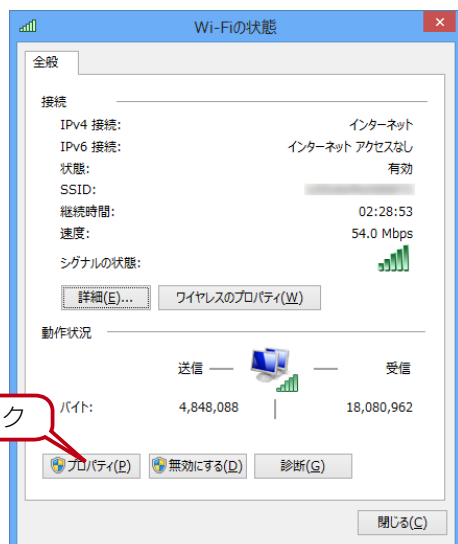 Wi-Fiの状態
全般
接続
IPv4 接続: インターネット
IPv6 接続: インターネット アクセスなし
状態: 有効
SSID:
継続時間: 02:28:53
速度: 54.0 Mbps
シグナルの状態:
詳細(E)... ワイヤレスのプロパティ(W)
動作状況
送信 受信
バイト: 4,848,088 18,080,962
ク
プロパティ(P) 無効にする(D) 診断(G)
閉じる(C)